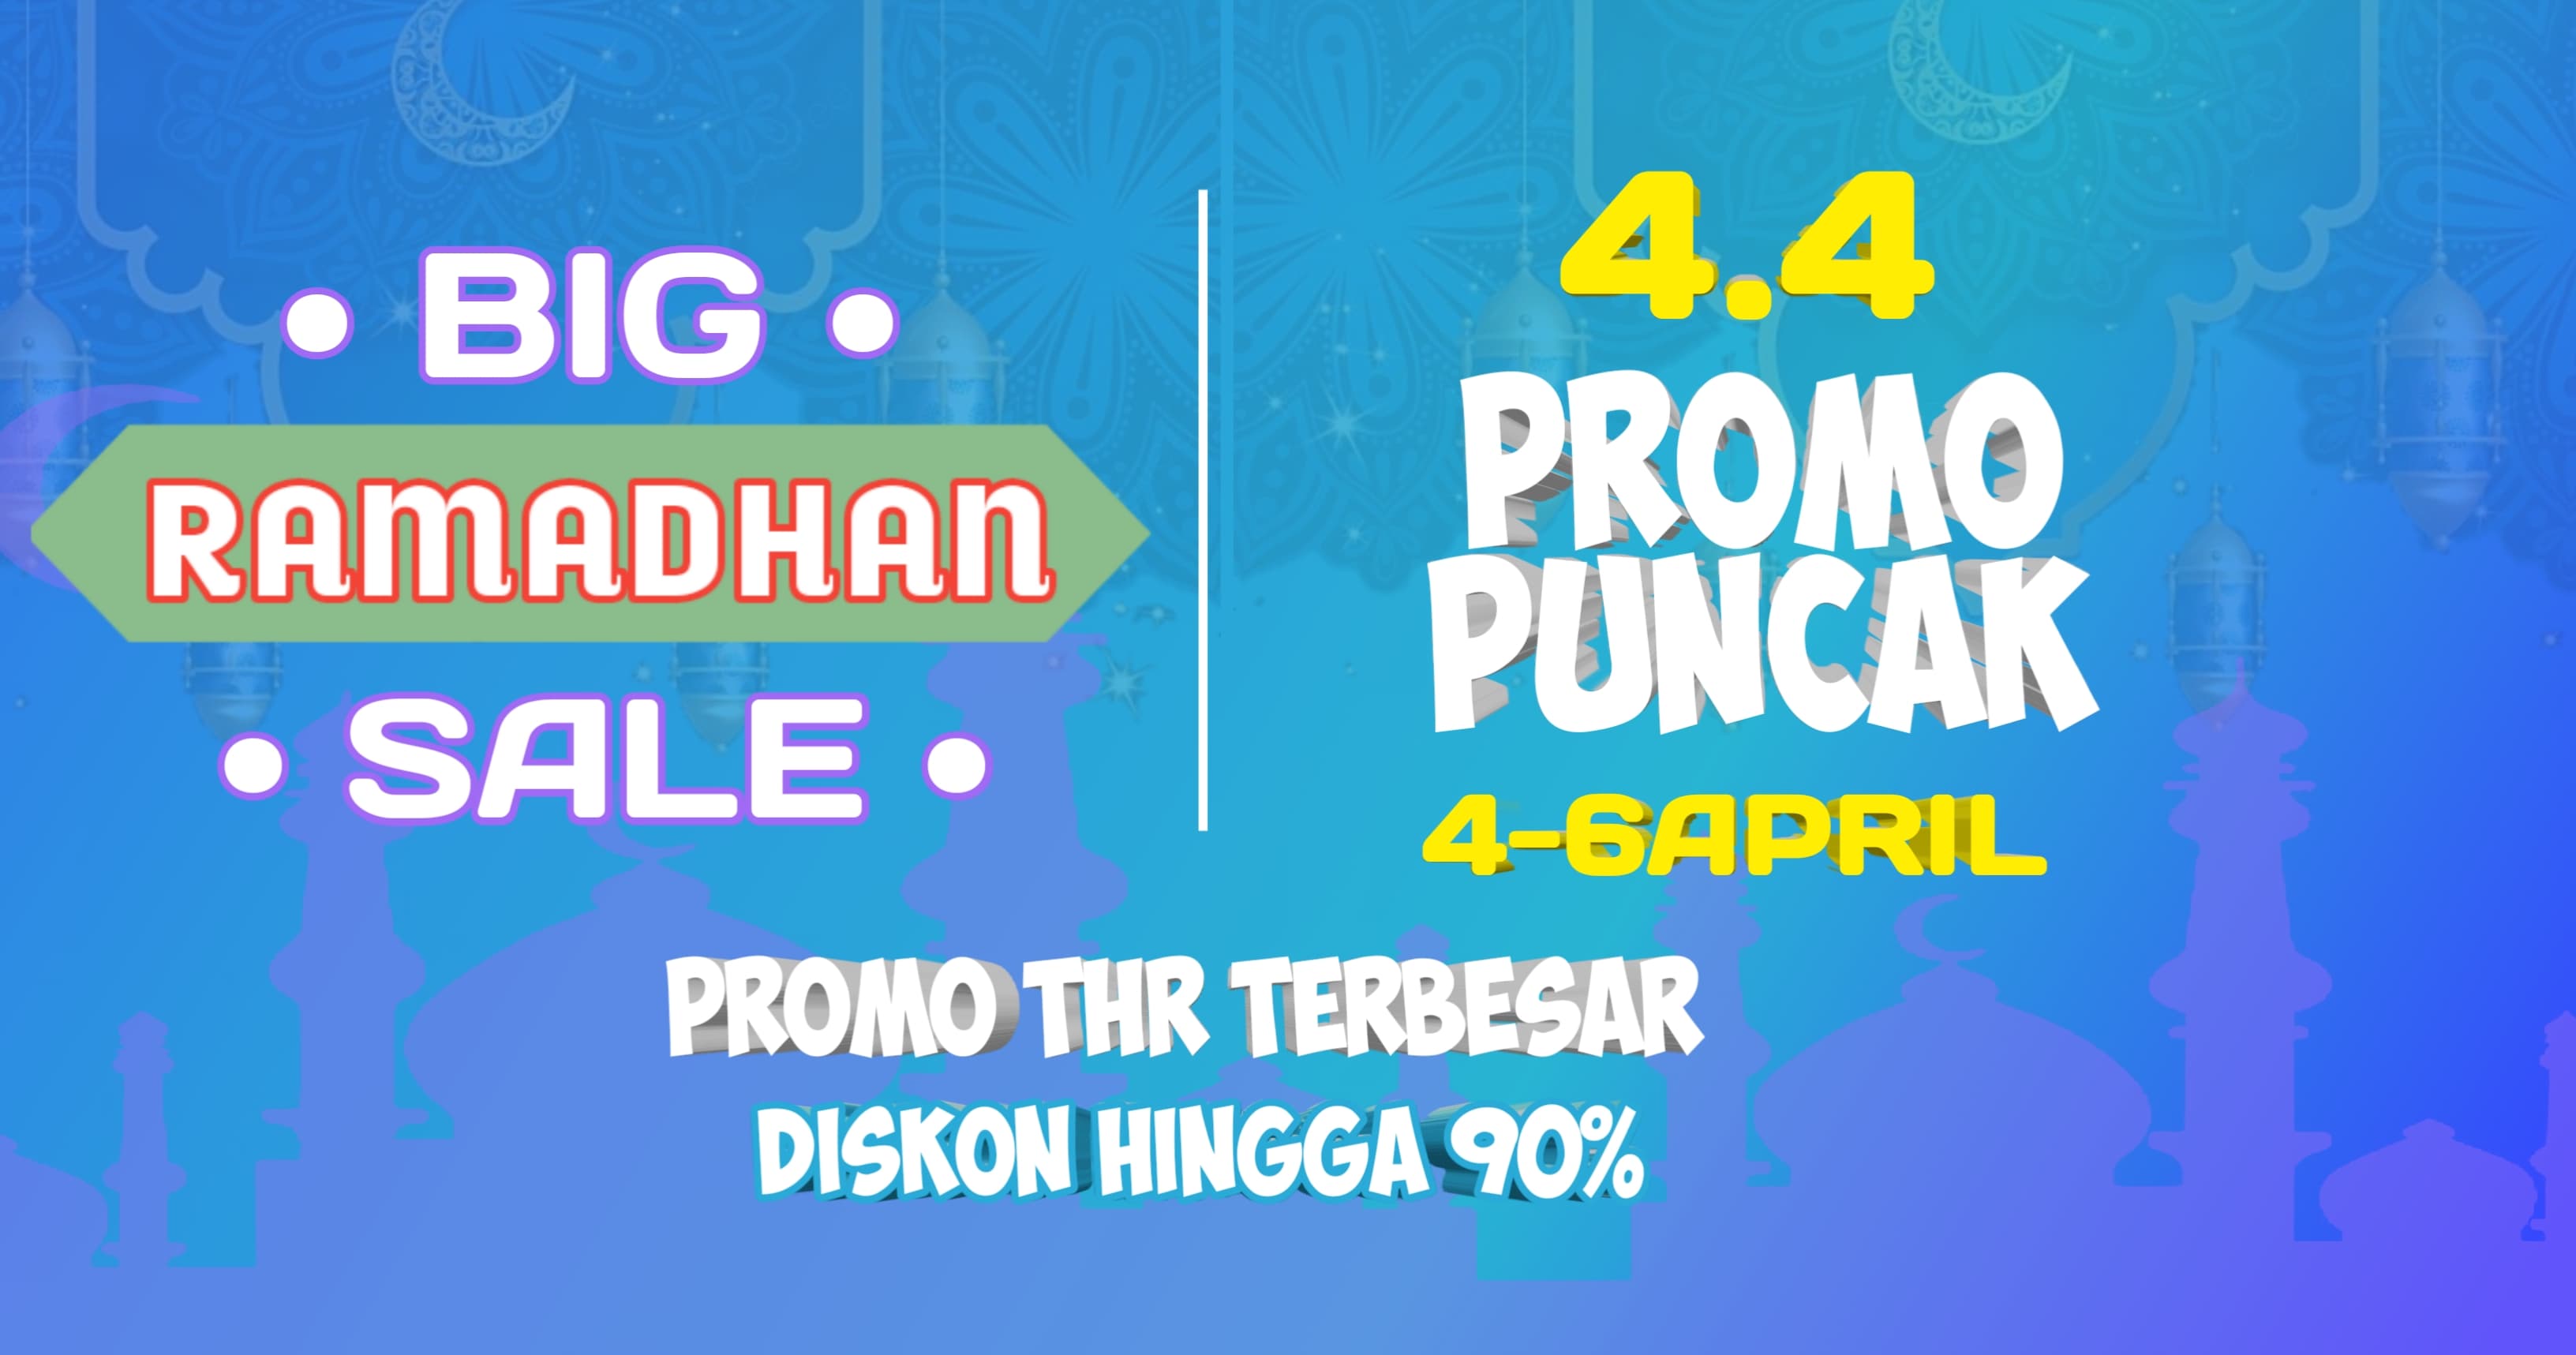 • BIG •
RAMADHAN
• SALE •
4.4
PROMO
PUNCAK
4-6APRIL
PROMO THR TERBESAR
DISKON HINGGA 90%